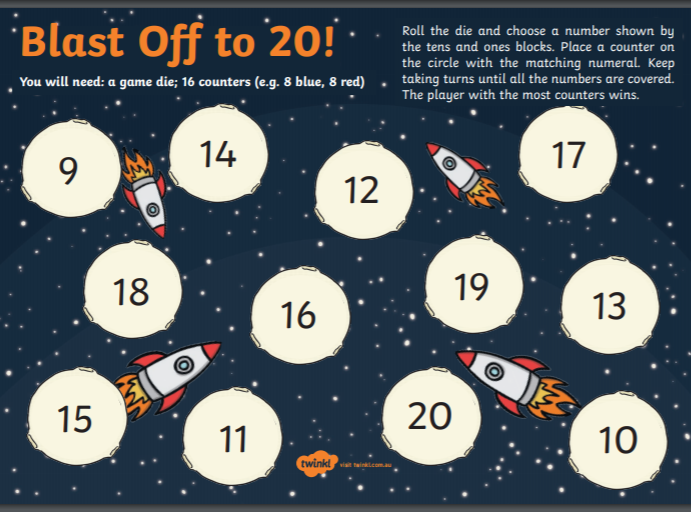 Blast Off to 20!
You will need: a game die; 16 counters (e.g. 8 blue, 8 red)
Roll the die and choose a number shown by
the tens and ones blocks. Place a counter on
the circle with the matching numeral. Keep
taking turns until all the numbers are covered.
The player with the most counters wins.
9
14
12
17
18
16
19
13
15
11
20
10
twinkl
visit twinkl.com.au